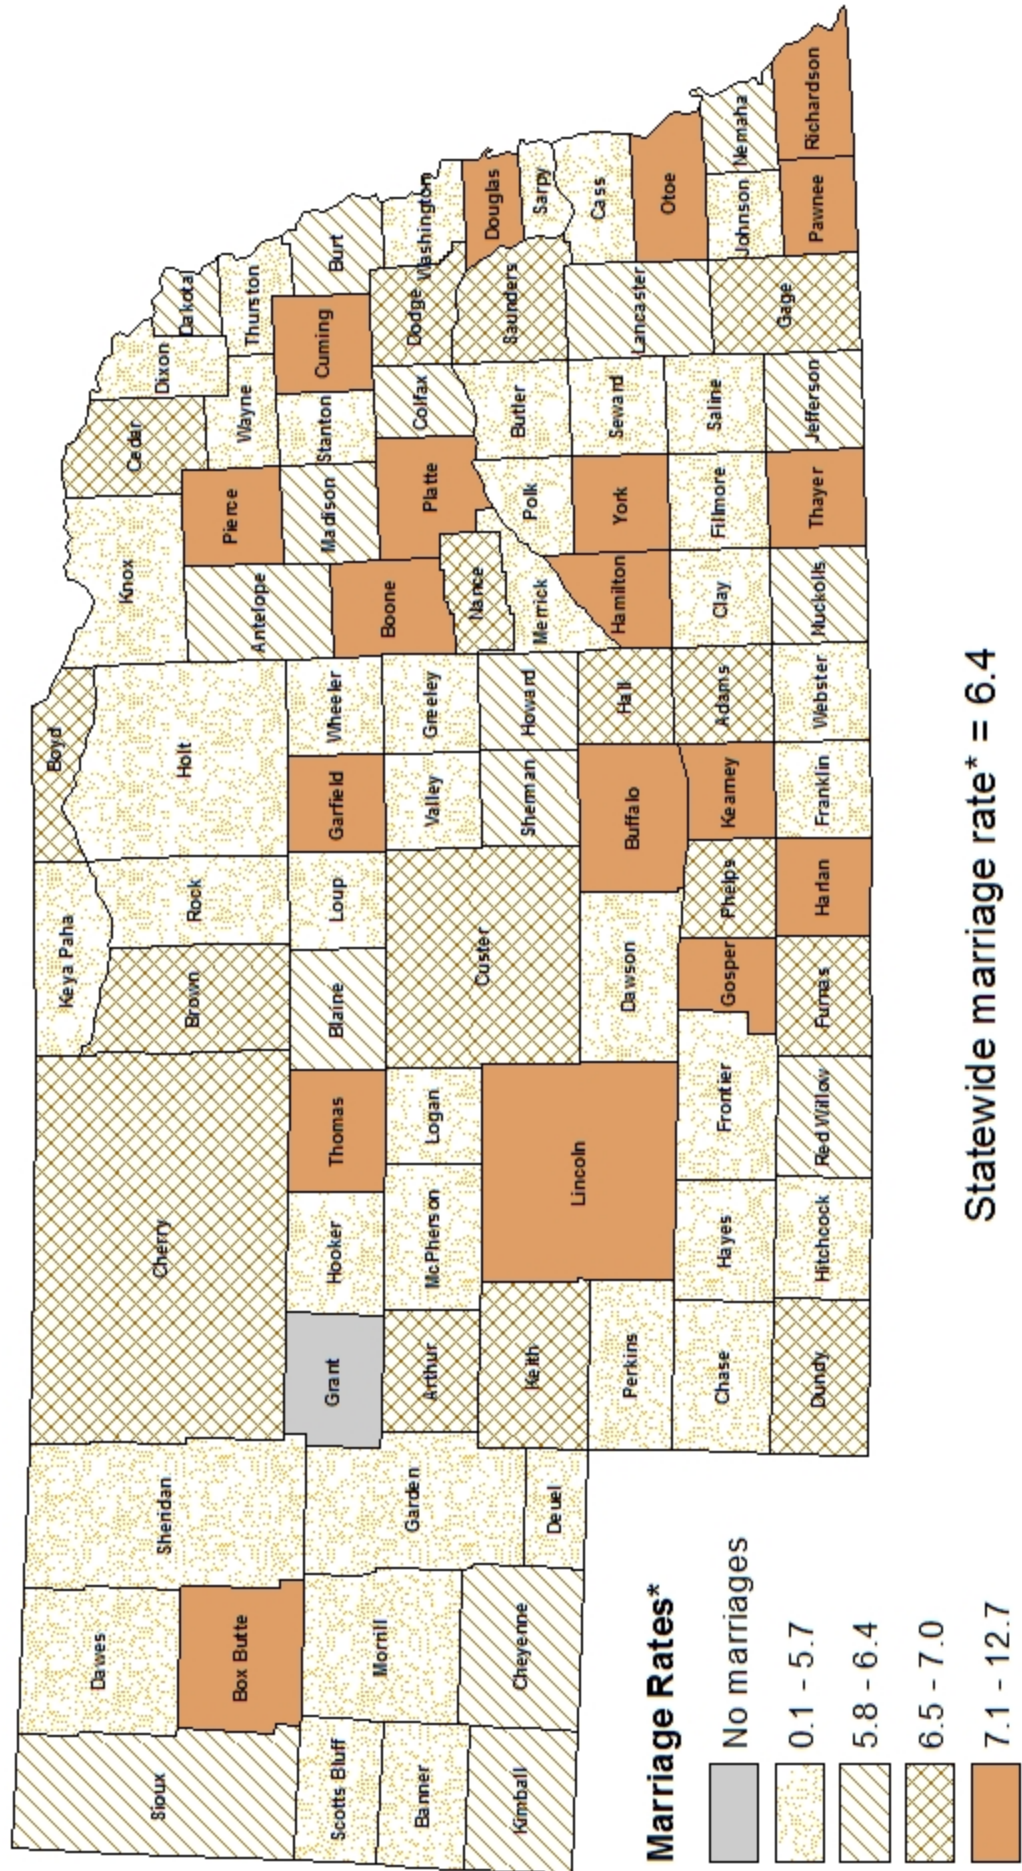 Sioux
Dawes
Box Butte
Sheridan
Scotts Bluff
Banner
Kimball
Morrill
Cheyenne
Garden
Deuel
Cherry
Grant
Hooker
Thomas
Arthur
McPherson
Logan
Keith
Lincoln
Perkins
Chase
Hayes
Frontier
Dundy
Hitchcock
Red Willow
Keya Paha
Brown
Rock
Boyd
Holt
Blaine
Loup
Garfield
Wheeler
Custer
Valley
Greeley
Sherman
Howard
Dawson
Buffalo
Hall
Gosper
Phelps
Kearney
Adams
Furnas
Harlan
Franklin
Webster
Knox
Cedar
Dixon
Dakota
Antelope
Pierce
Wayne
Thurston
Madison
Stanton
Cuming
Burt
Boone
Platte
Colfax
Dodge
Washington
Nance
Merrick
Polk
Butler
Saunders
Douglas
Sarpy
Hamilton
York
Seward
Lancaster
Cass
Otoe
Clay
Fillmore
Saline
Gage
Johnson
Nemaha
Nuckolls
Thayer
Jefferson
Pawnee
Richardson
Marriage Rates*
No marriages
0.1 - 5.7
5.8 - 6.4
6.5 - 7.0
7.1 - 12.7
Statewide marriage rate* = 6.4